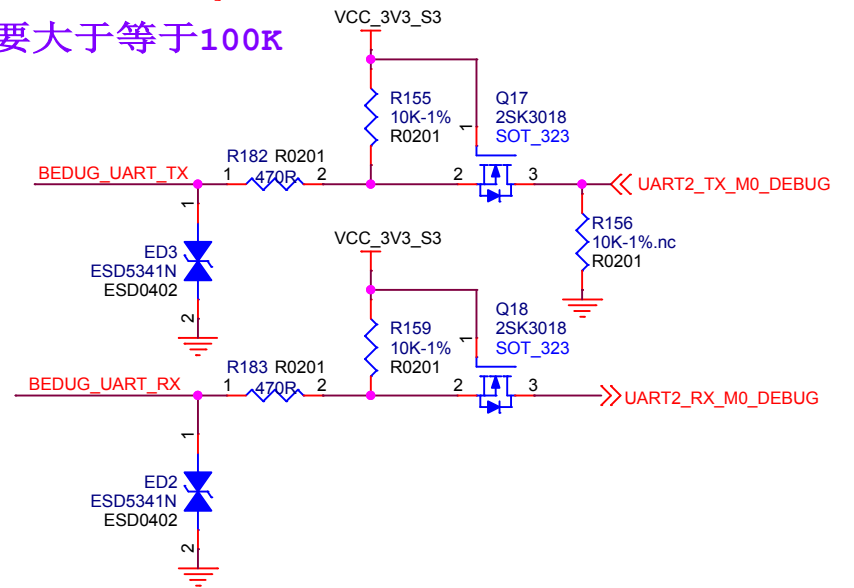 要大于等于100K
VCC_3V3_S3
R155
10K-1%
R0201
1
Q17
2SK3018
SOT_323
BEDUG_UART_TX
R182 R0201
1
470R
2
2
3
UART2_TX_M0_DEBUG
1
ED3
ESD5341N
ESD0402
2
R156
10K-1%.nc
R0201
VCC_3V3_S3
R159
10K-1%
R0201
1
Q18
2SK3018
SOT_323
BEDUG_UART_RX
R183 R0201
1
470R
2
2
3
UART2_RX_M0_DEBUG
1
ED2
ESD5341N
ESD0402
2